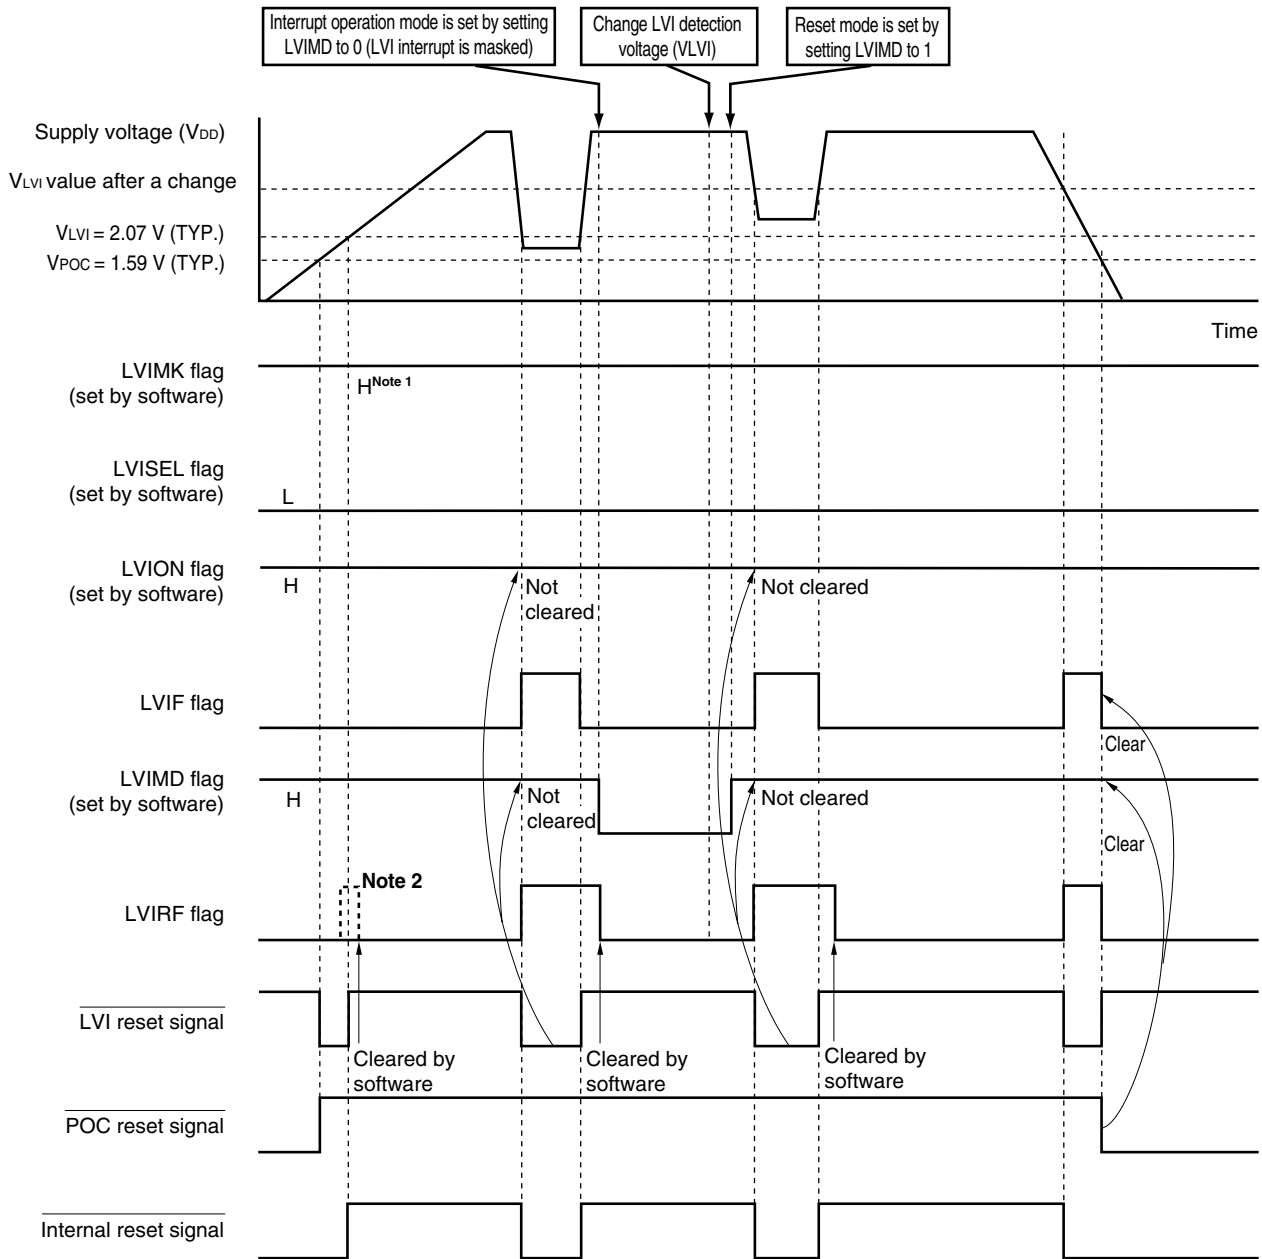 Interrupt operation mode is set by setting
LVIMD to 0 (LVI interrupt is masked)
Change LVI detection
voltage (VLVI)
Reset mode is set by
setting LVIMD to 1
Supply voltage (VDD)
VLVI value after a change
VLVI = 2.07 V (TYP.)
VPOC = 1.59 V (TYP.)
Time
LVIMK flag
(set by software)
H Note 1
LVISEL flag
(set by software)
L
LVION flag
(set by software)
H
Not
cleared
Not cleared
LVIF flag
Clear
LVIMD flag
(set by software)
H
Not
cleared
Not cleared
Clear
Note 2
LVIRF flag
LVI reset signal
Cleared by
software
Cleared by
software
Cleared by
software
POC reset signal
Internal reset signal